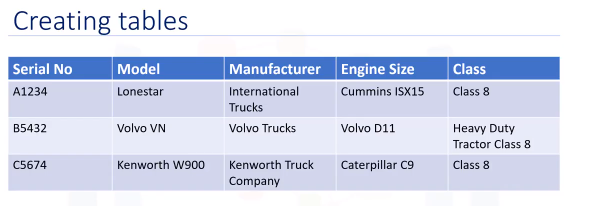 Creating tables
Serial No Model Manufacturer Engine Size Class
A1234 Lonestar International Trucks Cummins ISX15 Class 8
B5432 Volvo VN Volvo Trucks Volvo D11 Heavy Duty Tractor Class 8
C5674 Kenworth W900 Kenworth Truck Company Caterpillar C9 Class 8